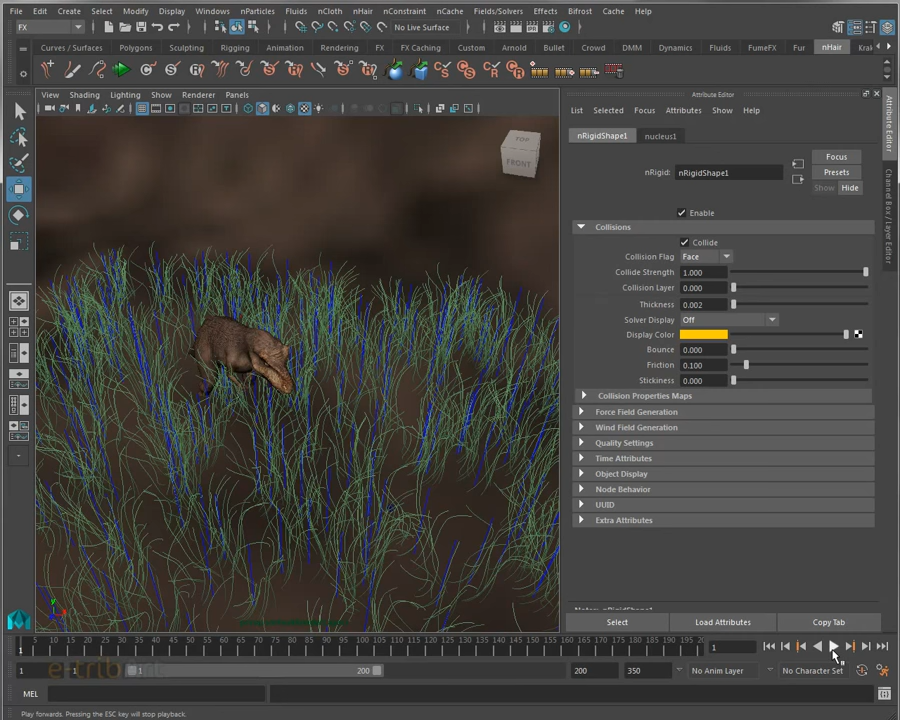 File Edit Create Select Modify Display Windows nParticles Fluids nCloth nHair nConstraint nCache Fields/Solvers Effects Bifrost Cache Help
FX No Live Surface
Curves / Surfaces Polygons Sculpting Rigging Animation Rendering FX FX Caching Custom Arnold Bullet Crowd DMM Dynamics Fluids FumeFX Fur nHair
View Shading Lighting Show Renderer Panels
Attribute Editor
List Selected Focus Attributes Show Help
nRigidShape1 nucleus1
nRigid: nRigidShape1
Focus
Presets
Show Hide
Enable
Collisions
Collide
Collision Flag Face
Collide Strength 1.000
Collision Layer 0.000
Thickness 0.002
Solver Display Off
Display Color
Bounce 0.000
Friction 0.100
Stickiness 0.000
Collision Properties Maps
Force Field Generation
Wind Field Generation
Quality Settings
Time Attributes
Object Display
Node Behavior
UUID
Extra Attributes
Select Load Attributes Copy Tab
TOP
FRONT
Attribute Editor
Channel Box / Layer Editor
5 10 15 20 25 30 35 40 45 50 55 60 65 70 75 80 85 90 95 100 105 110 115 120 125 130 135 140 145 150 155 160 165 170 175 180 185 190 195
1 1
1 1 1 200 200 350 No Anim Layer No Character Set
MEL
Play forwards. Pressing the ESC key will stop playback.